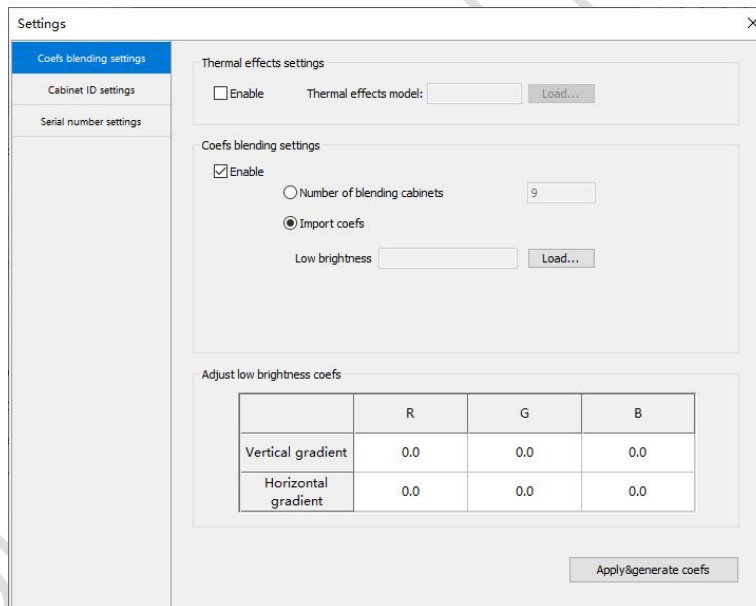 Settings
Coefs blending settings
Cabinet ID settings
Serial number settings
Thermal effects settings
Enable Thermal effects model: Load...
Coefs blending settings
Enable
Number of blending cabinets 9
Import coefs
Low brightness Load...
Adjust low brightness coefs
R G B
Vertical gradient 0.0 0.0 0.0
Horizontal
gradient 0.0 0.0 0.0
Apply&generate coefs